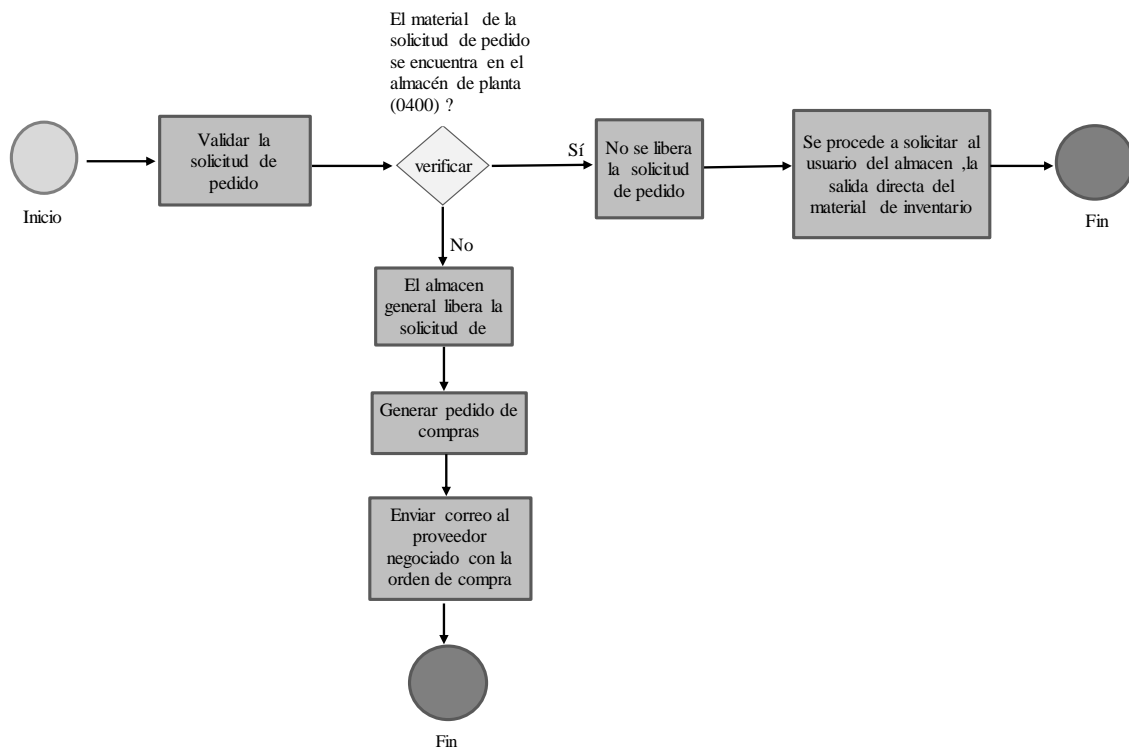 El material de la
solicitud de pedido
se encuentra en el
almacén de planta
(0400) ?
Inicio
Validar la
solicitud de
pedido
verificar
Sí
No se libera
la solicitud
de pedido
Se procede a solicitar al
usuario del almacen ,la
salida directa del
material de inventario
Fin
No
El almacen
general libera la
solicitud de
Generar pedido de
compras
Enviar correo al
proveedor
negociado con la
orden de compra
Fin